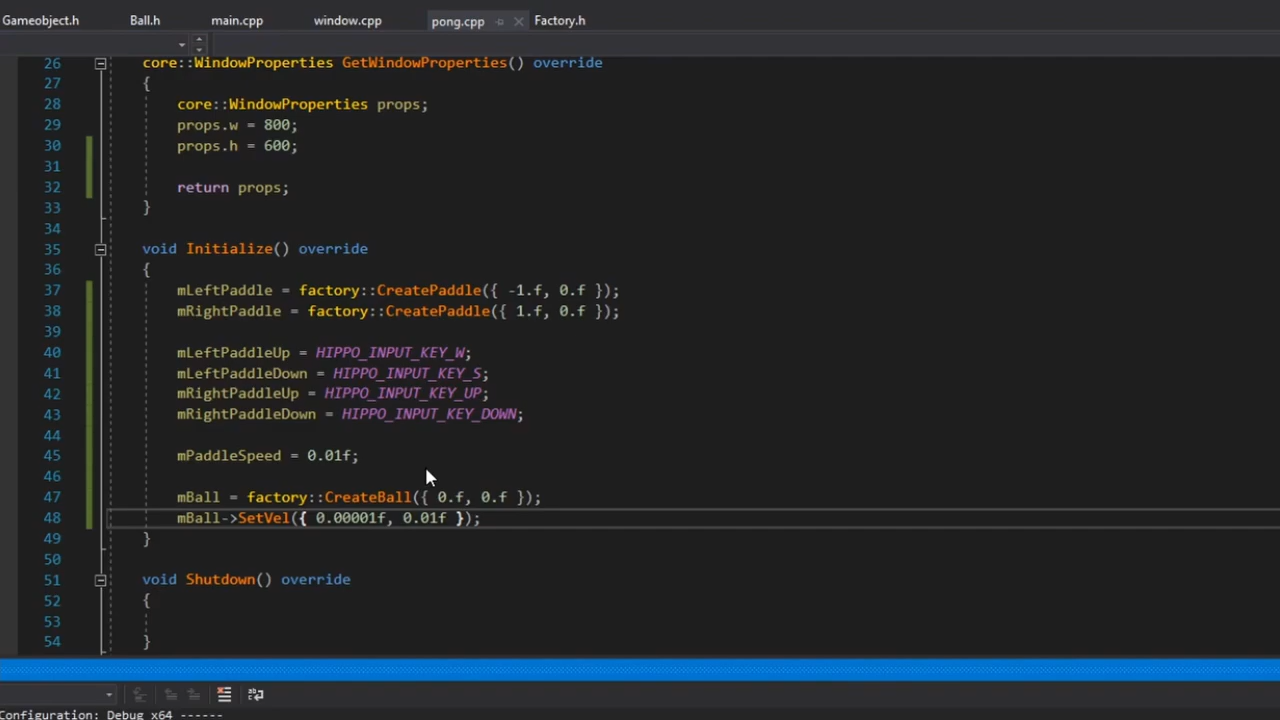 Gameobject.h Ball.h main.cpp window.cpp pong.cpp Factory.h
26 core::WindowProperties GetWindowProperties() override
27 {
28 core::WindowProperties props;
29 props.w = 800;
30 props.h = 600;
31
32 return props;
33 }
34
35 void Initialize() override
36 {
37 mLeftPaddle = factory::CreatePaddle({ -1.f, 0.f });
38 mRightPaddle = factory::CreatePaddle({ 1.f, 0.f });
39
40 mLeftPaddleUp = HIPPO_INPUT_KEY_W;
41 mLeftPaddleDown = HIPPO_INPUT_KEY_S;
42 mRightPaddleUp = HIPPO_INPUT_KEY_UP;
43 mRightPaddleDown = HIPPO_INPUT_KEY_DOWN;
44
45 mPaddleSpeed = 0.01f;
46
47 mBall = factory::CreateBall({ 0.f, 0.f });
48 mBall->SetVel({ 0.00001f, 0.01f });
49 }
50
51 void Shutdown() override
52 {
53
54 }
Configuration: Debug x64 ------